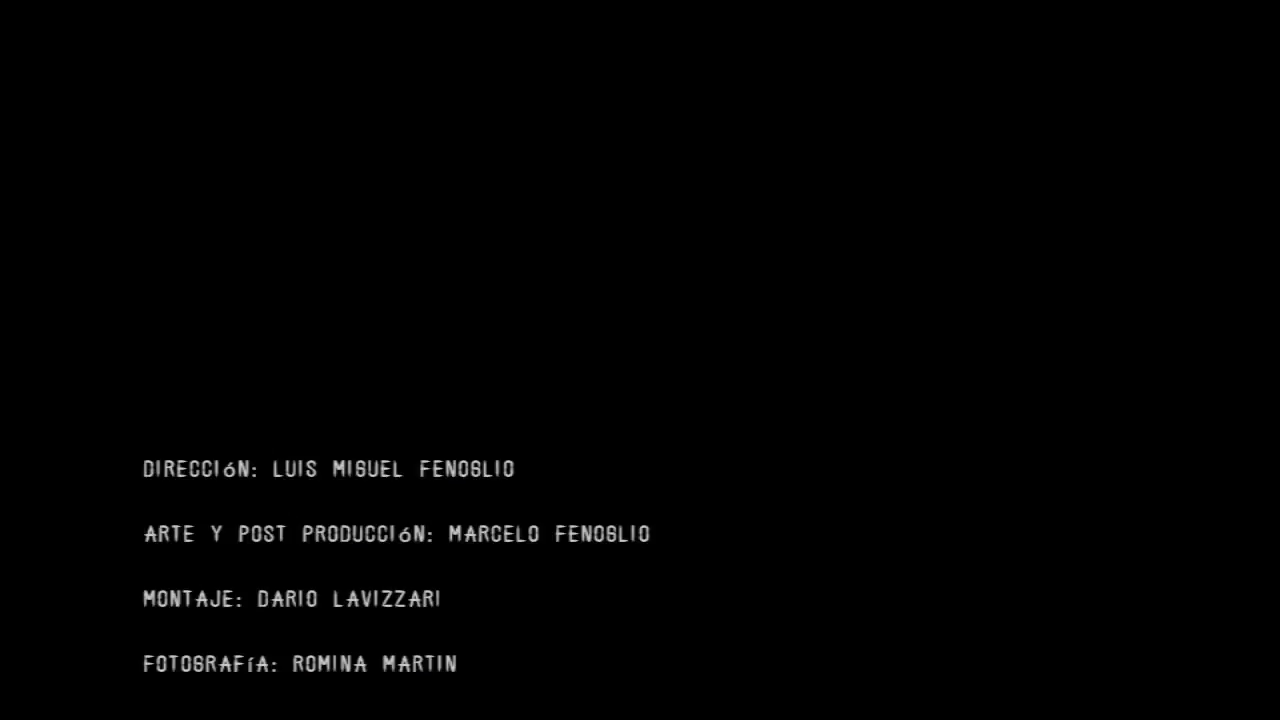 DIRECCIóN: LUIS MIGUEL FENOGLIO
ARTE Y POST PRODUCCIóN: MARCELO FENOGLIO
MONTAJE: DARIO LAVIZZARI
FOTOGRAFíA: ROMINA MARTIN